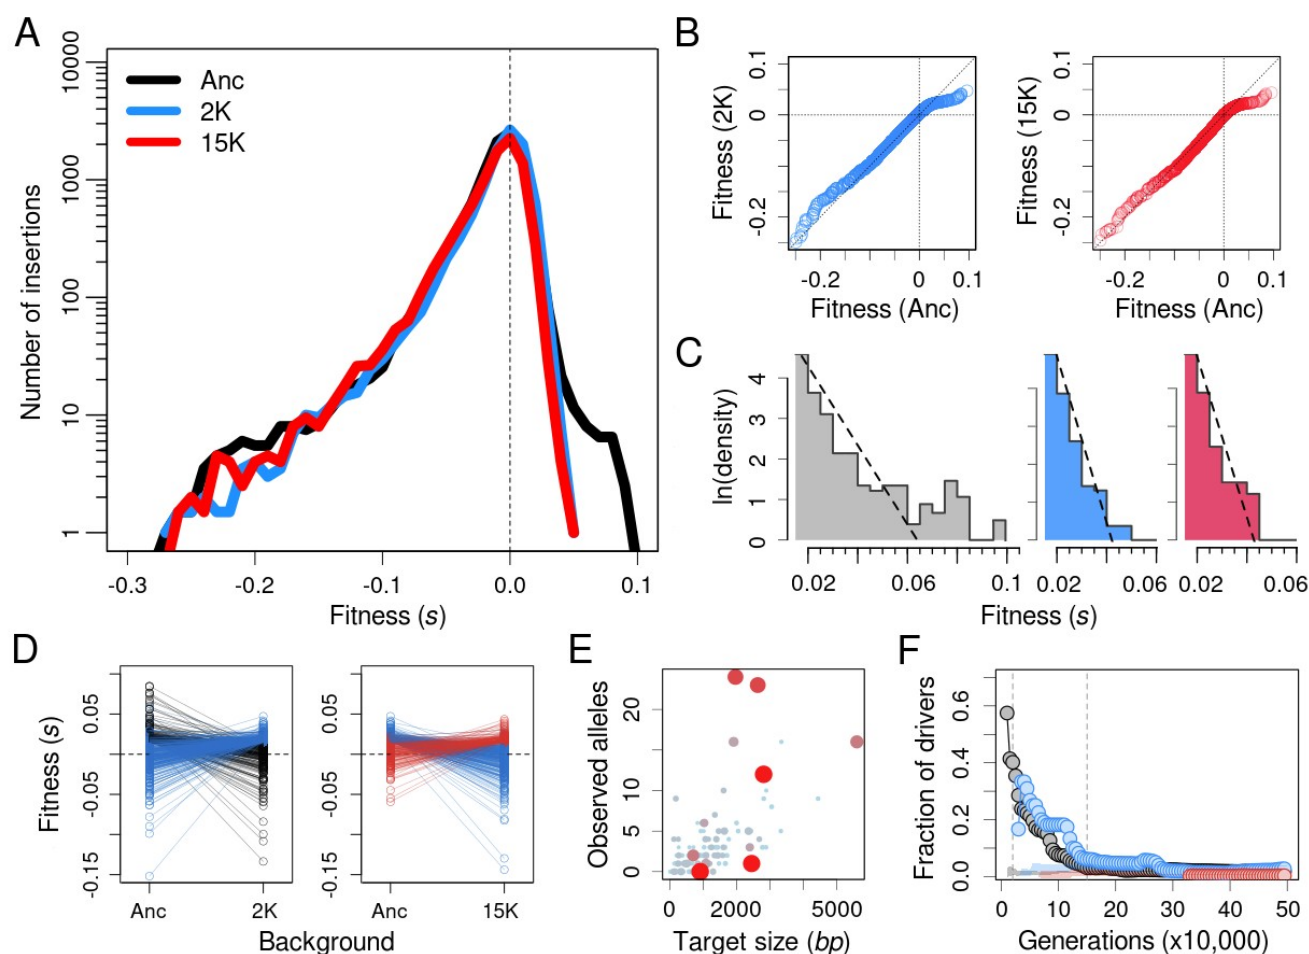 A
10000
1000
100
10
1
Number of insertions
Anc
2K
15K
-0.3
-0.2
-0.1
0.0
0.1
Fitness (s)
B
0.1
0
-0.2
Fitness (2K)
-0.2
0
0.1
Fitness (Anc)
0.1
0
-0.2
Fitness (15K)
-0.2
0
0.1
Fitness (Anc)
C
4
3
2
1
0
ln(density)
0.02
0.06
0.1
0.02
0.06
0.02
0.06
Fitness (s)
D
0.05
-0.05
-0.15
Fitness (s)
Anc
2K
0.05
-0.05
-0.15
Anc
15K
Background
E
20
10
5
0
Observed alleles
0
2000
5000
Target size (bp)
F
0.6
0.4
0.2
0.0
Fraction of drivers
0
10
20
30
40
50
Generations (x10,000)